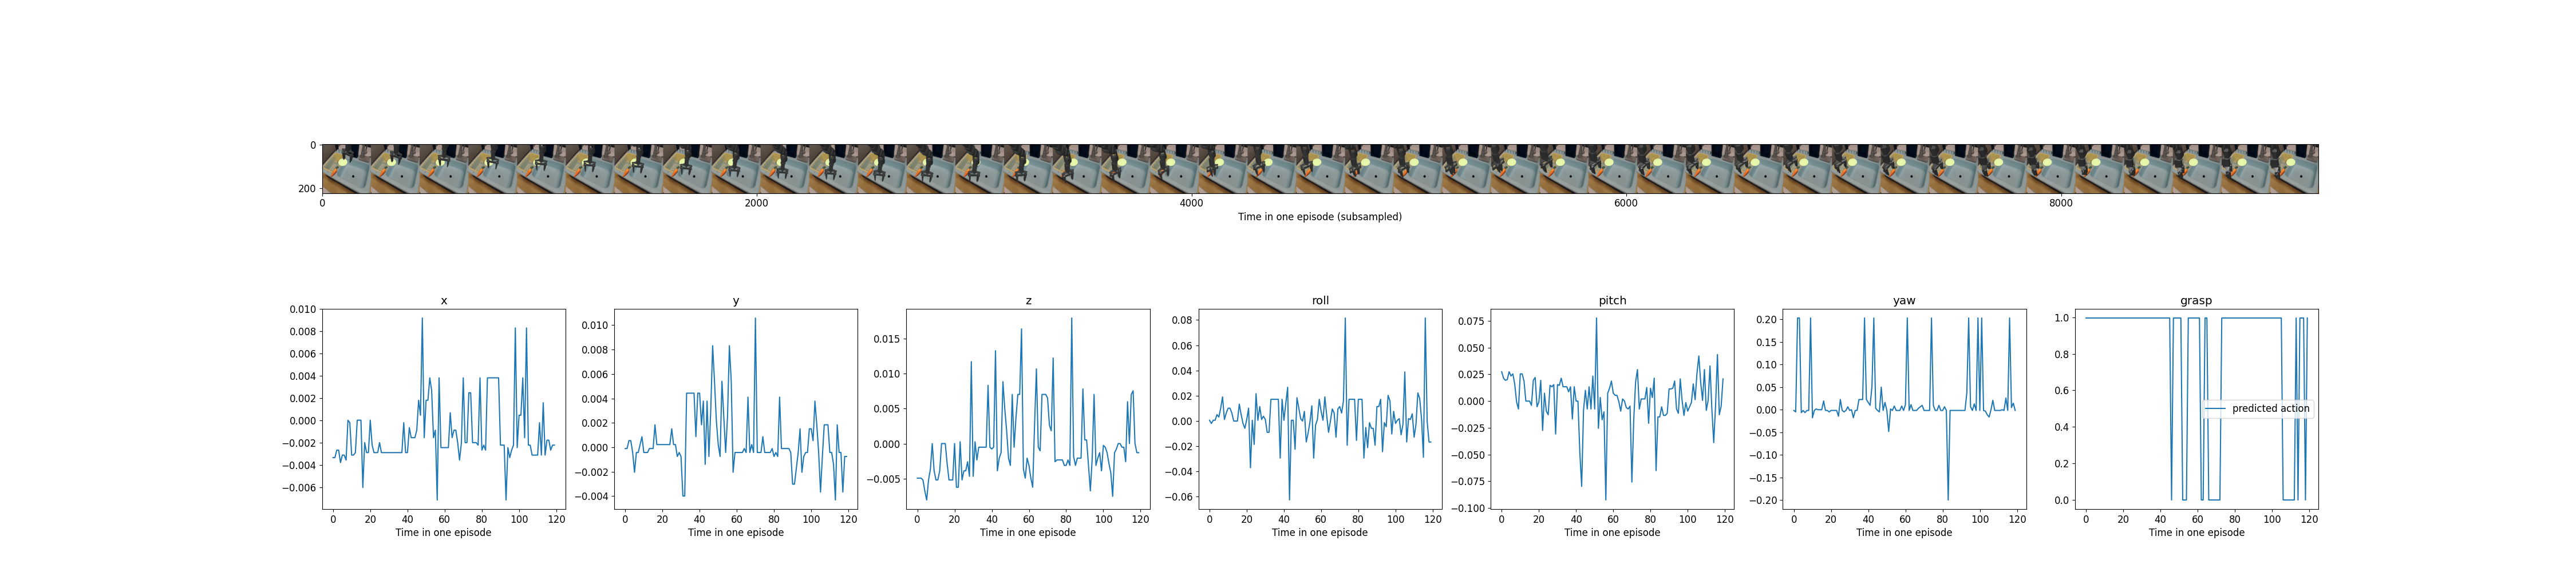 0
200
0 2000 4000 6000 8000
Time in one episode (subsampled)
x
0.010
0.008
0.006
0.004
0.002
0.000
−0.002
−0.004
−0.006
0 20 40 60 80 100 120
Time in one episode
y
0.010
0.008
0.006
0.004
0.002
0.000
−0.002
−0.004
0 20 40 60 80 100 120
Time in one episode
z
0.015
0.010
0.005
0.000
−0.005
0 20 40 60 80 100 120
Time in one episode
roll
0.08
0.06
0.04
0.02
0.00
−0.02
−0.04
−0.06
0 20 40 60 80 100 120
Time in one episode
pitch
0.075
0.050
0.025
0.000
−0.025
−0.050
−0.075
−0.100
0 20 40 60 80 100 120
Time in one episode
yaw
0.20
0.15
0.10
0.05
0.00
−0.05
−0.10
−0.15
−0.20
0 20 40 60 80 100 120
Time in one episode
grasp
1.0
0.8
0.6
0.4
0.2
0.0
predicted action
0 20 40 60 80 100 120
Time in one episode